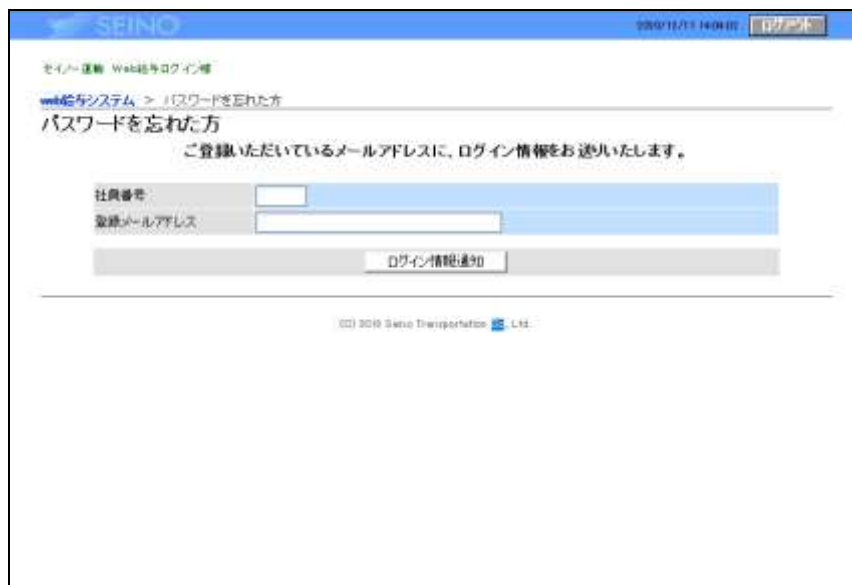 SEINO
ログアウト
セイノー運輸 Web給与ログイン様
web給与システム > パスワードを忘れた方
パスワードを忘れた方
ご登録いただいているメールアドレスに、ログイン情報をお送りいたします。
社員番号
登録メールアドレス
ログイン情報通知
Seino Transportation , Ltd.